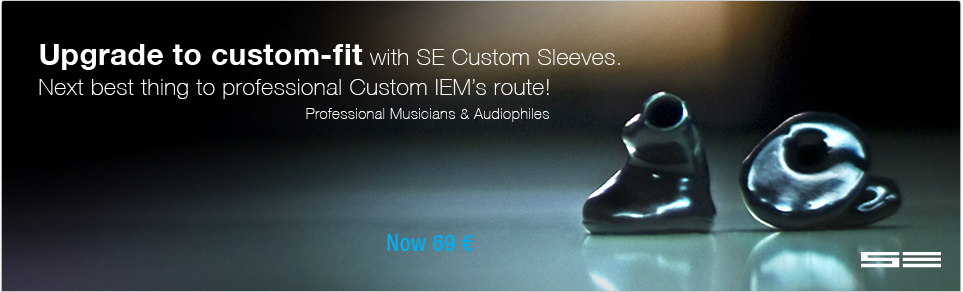 Upgrade to custom-fit with SE Custom Sleeves.
Next best thing to professional Custom IEM's route!
Professional Musicians & Audiophiles
Now 69 €
SE